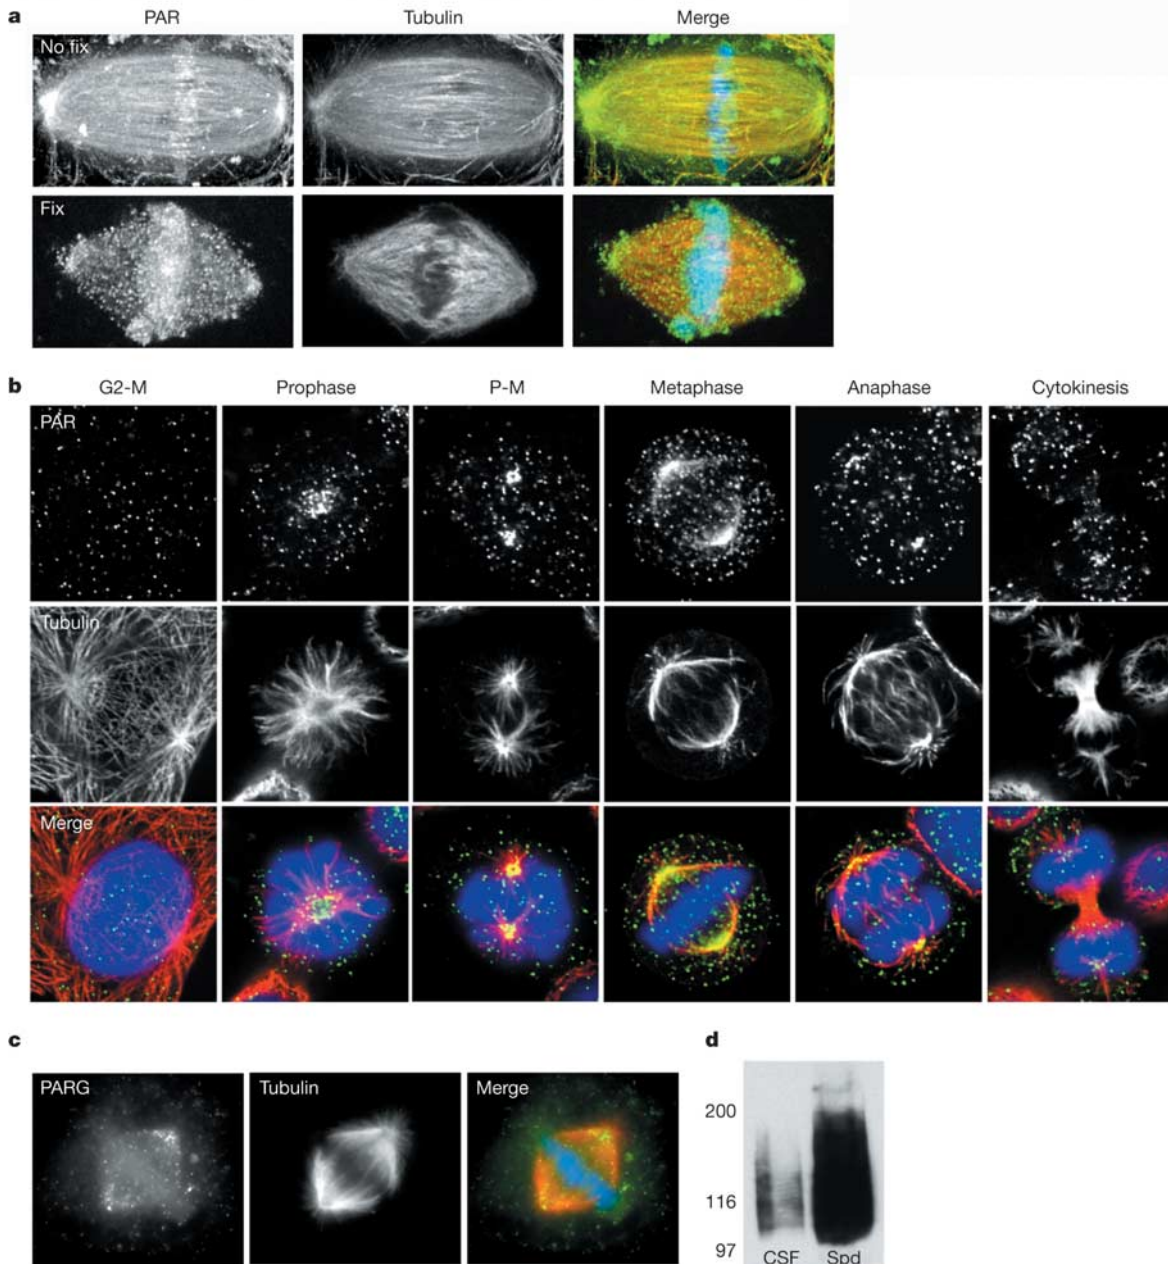 a
PAR Tubulin Merge
No fix
Fix
b
G2-M Prophase P-M Metaphase Anaphase Cytokinesis
PAR
Tubulin
Merge
c
PARG Tubulin Merge
d
200
116
97
CSF Spd